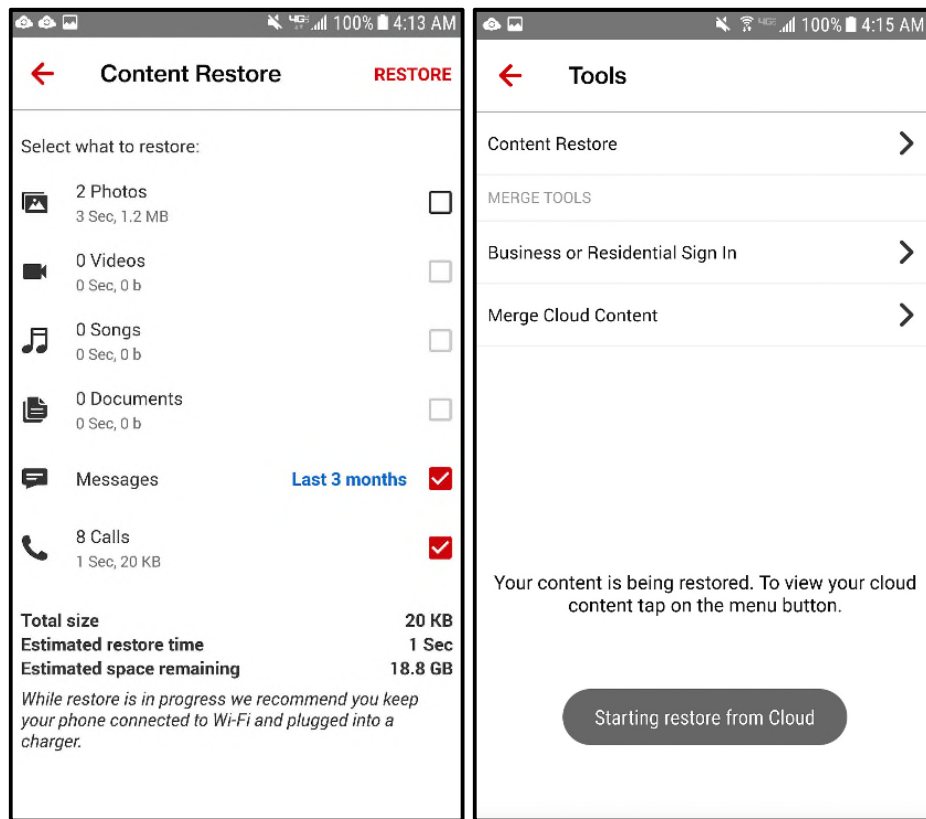 4GE 100% 4:13 AM
Content Restore RESTORE
Select what to restore:
2 Photos
3 Sec, 1.2 MB
0 Videos
0 Sec, 0 b
0 Songs
0 Sec, 0 b
0 Documents
0 Sec, 0 b
Messages Last 3 months
8 Calls
1 Sec, 20 KB
Total size 20 KB
Estimated restore time 1 Sec
Estimated space remaining 18.8 GB
While restore is in progress we recommend you keep
your phone connected to Wi-Fi and plugged into a
charger.
4GE 100% 4:15 AM
Tools
Content Restore
MERGE TOOLS
Business or Residential Sign In
Merge Cloud Content
Your content is being restored. To view your cloud
content tap on the menu button.
Starting restore from Cloud